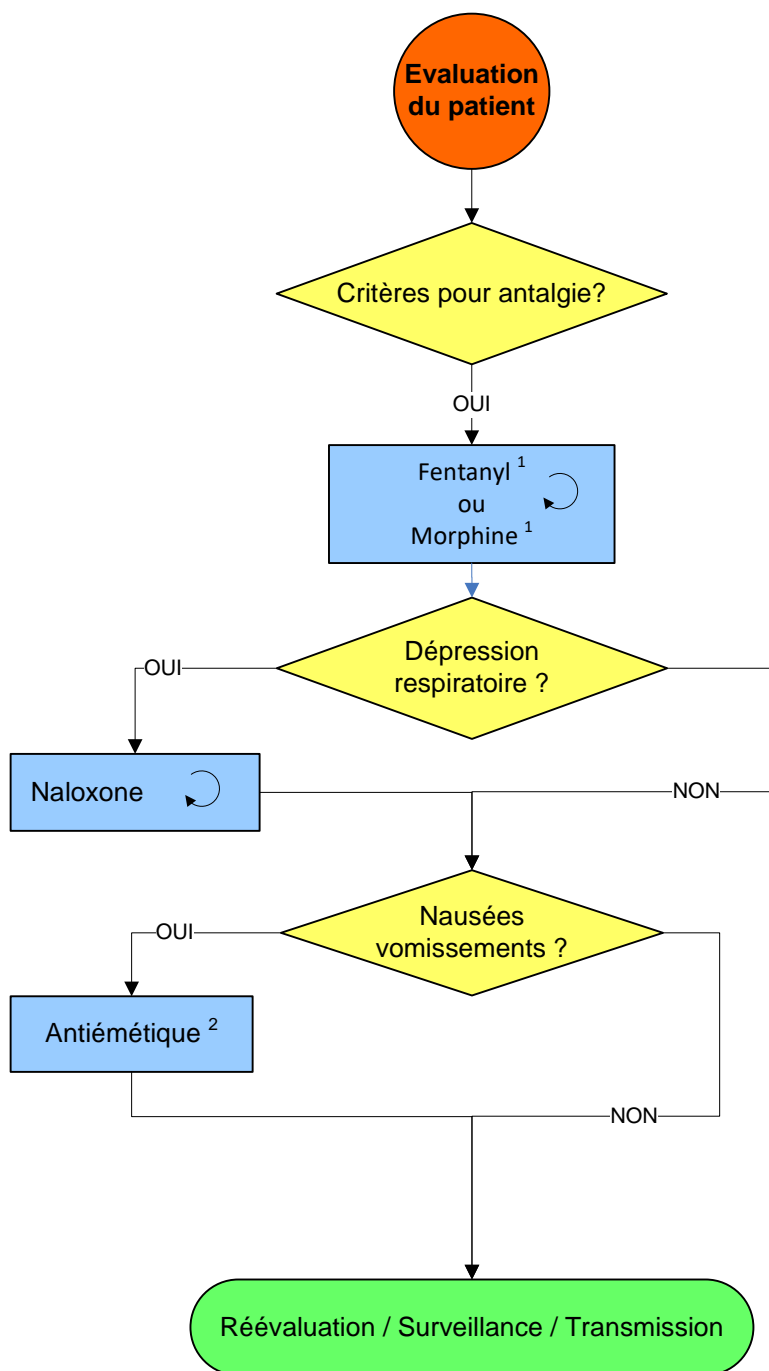 Evaluation
du patient
Critères pour antalgie?
OUI
Fentanyl ¹
ou
Morphine ¹
Dépression
respiratoire ?
OUI
Naloxone
NON
Nausées
vomissements ?
OUI
Antiémétique ²
NON
Réévaluation / Surveillance / Transmission